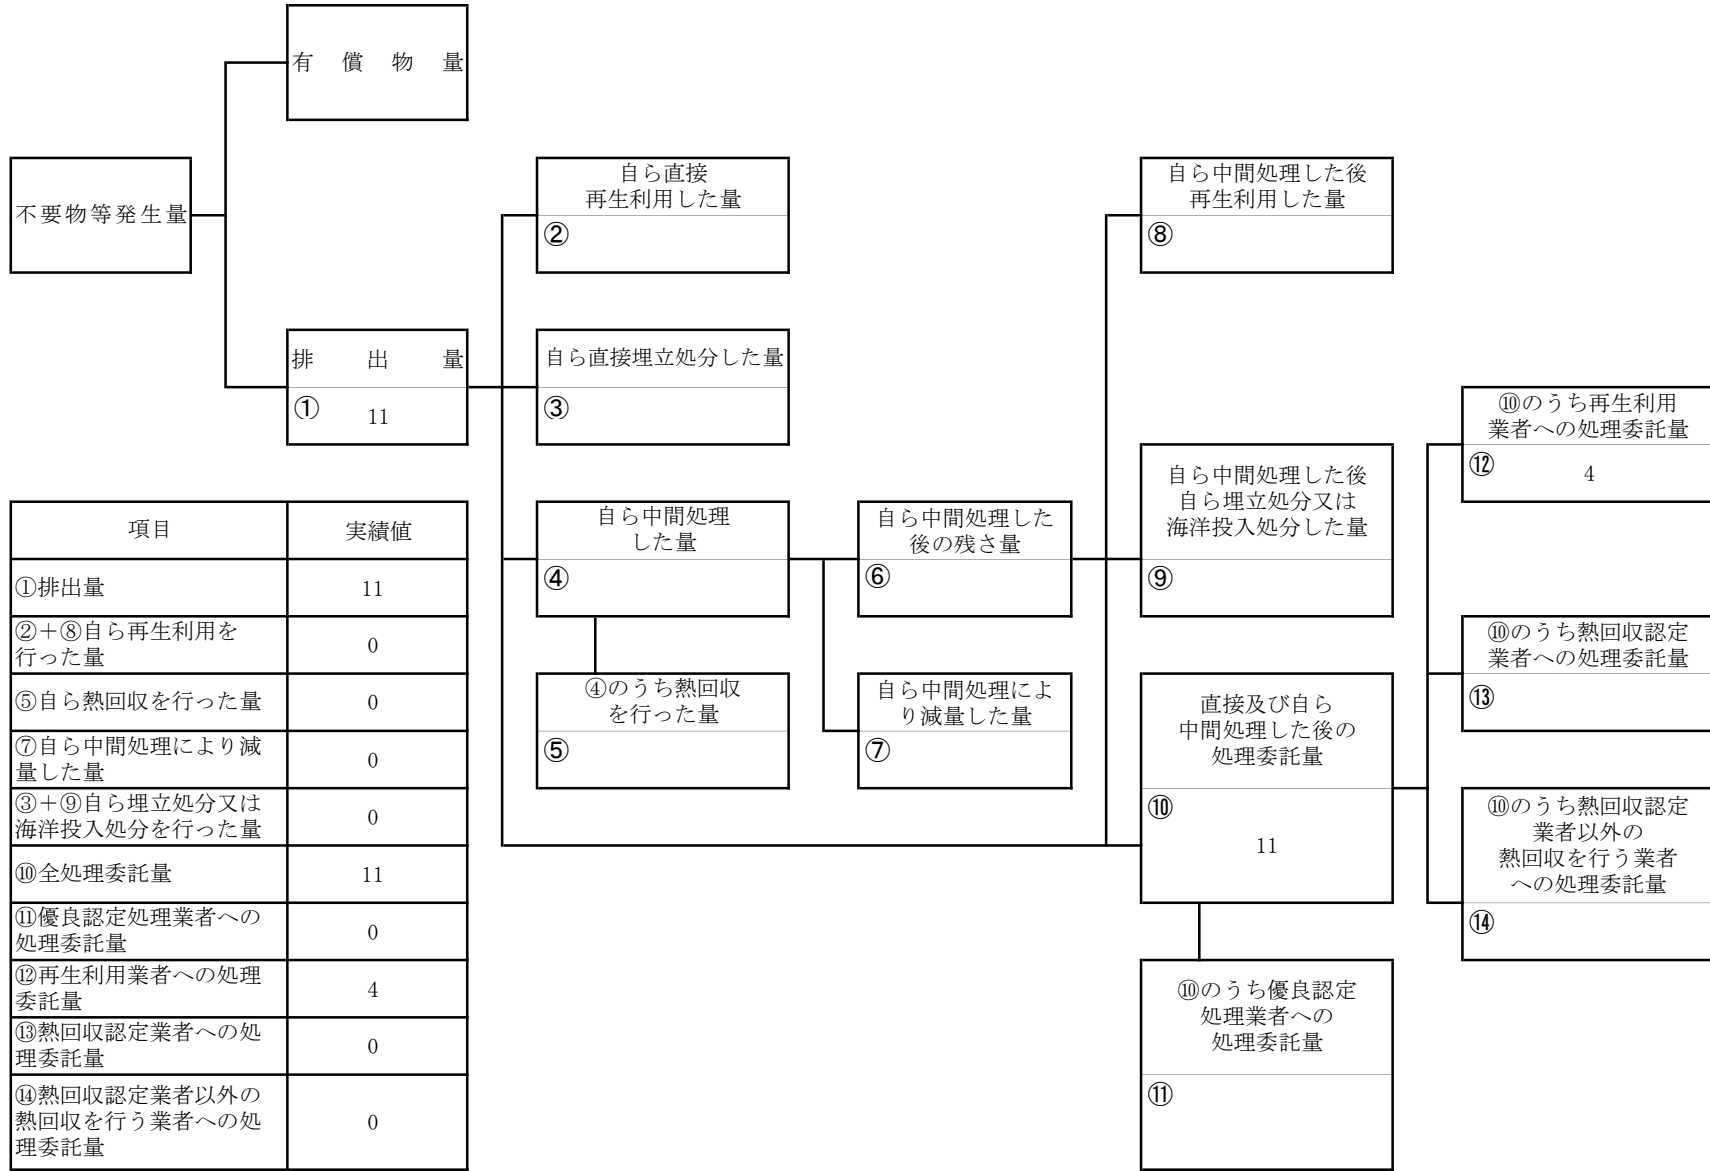 有償物量
不要物等発生量
排出量
① 11
自ら直接
再生利用した量
②
自ら直接埋立処分した量
③
自ら中間処理
した量
④
④のうち熱回収
を行った量
⑤
自ら中間処理した
後の残さ量
⑥
自ら中間処理によ
り減量した量
⑦
自ら中間処理した後
再生利用した量
⑧
自ら中間処理した後
自ら埋立処分又は
海洋投入処分した量
⑨
直接及び自ら
中間処理した後の
処理委託量
⑩
11
⑩のうち優良認定
処理業者への
処理委託量
⑪
⑩のうち再生利用
業者への処理委託量
⑫ 4
⑩のうち熱回収認定
業者への処理委託量
⑬
⑩のうち熱回収認定
業者以外の
熱回収を行う業者
への処理委託量
⑭
項目 実績値
①排出量 11
②＋⑧自ら再生利用を
行った量 0
⑤自ら熱回収を行った量 0
⑦自ら中間処理により減
量した量 0
③＋⑨自ら埋立処分又は
海洋投入処分を行った量 0
⑩全処理委託量 11
⑪優良認定処理業者への
処理委託量 0
⑫再生利用業者への処理
委託量 4
⑬熱回収認定業者への処
理委託量 0
⑭熱回収認定業者以外の
熱回収を行う業者への処
理委託量 0